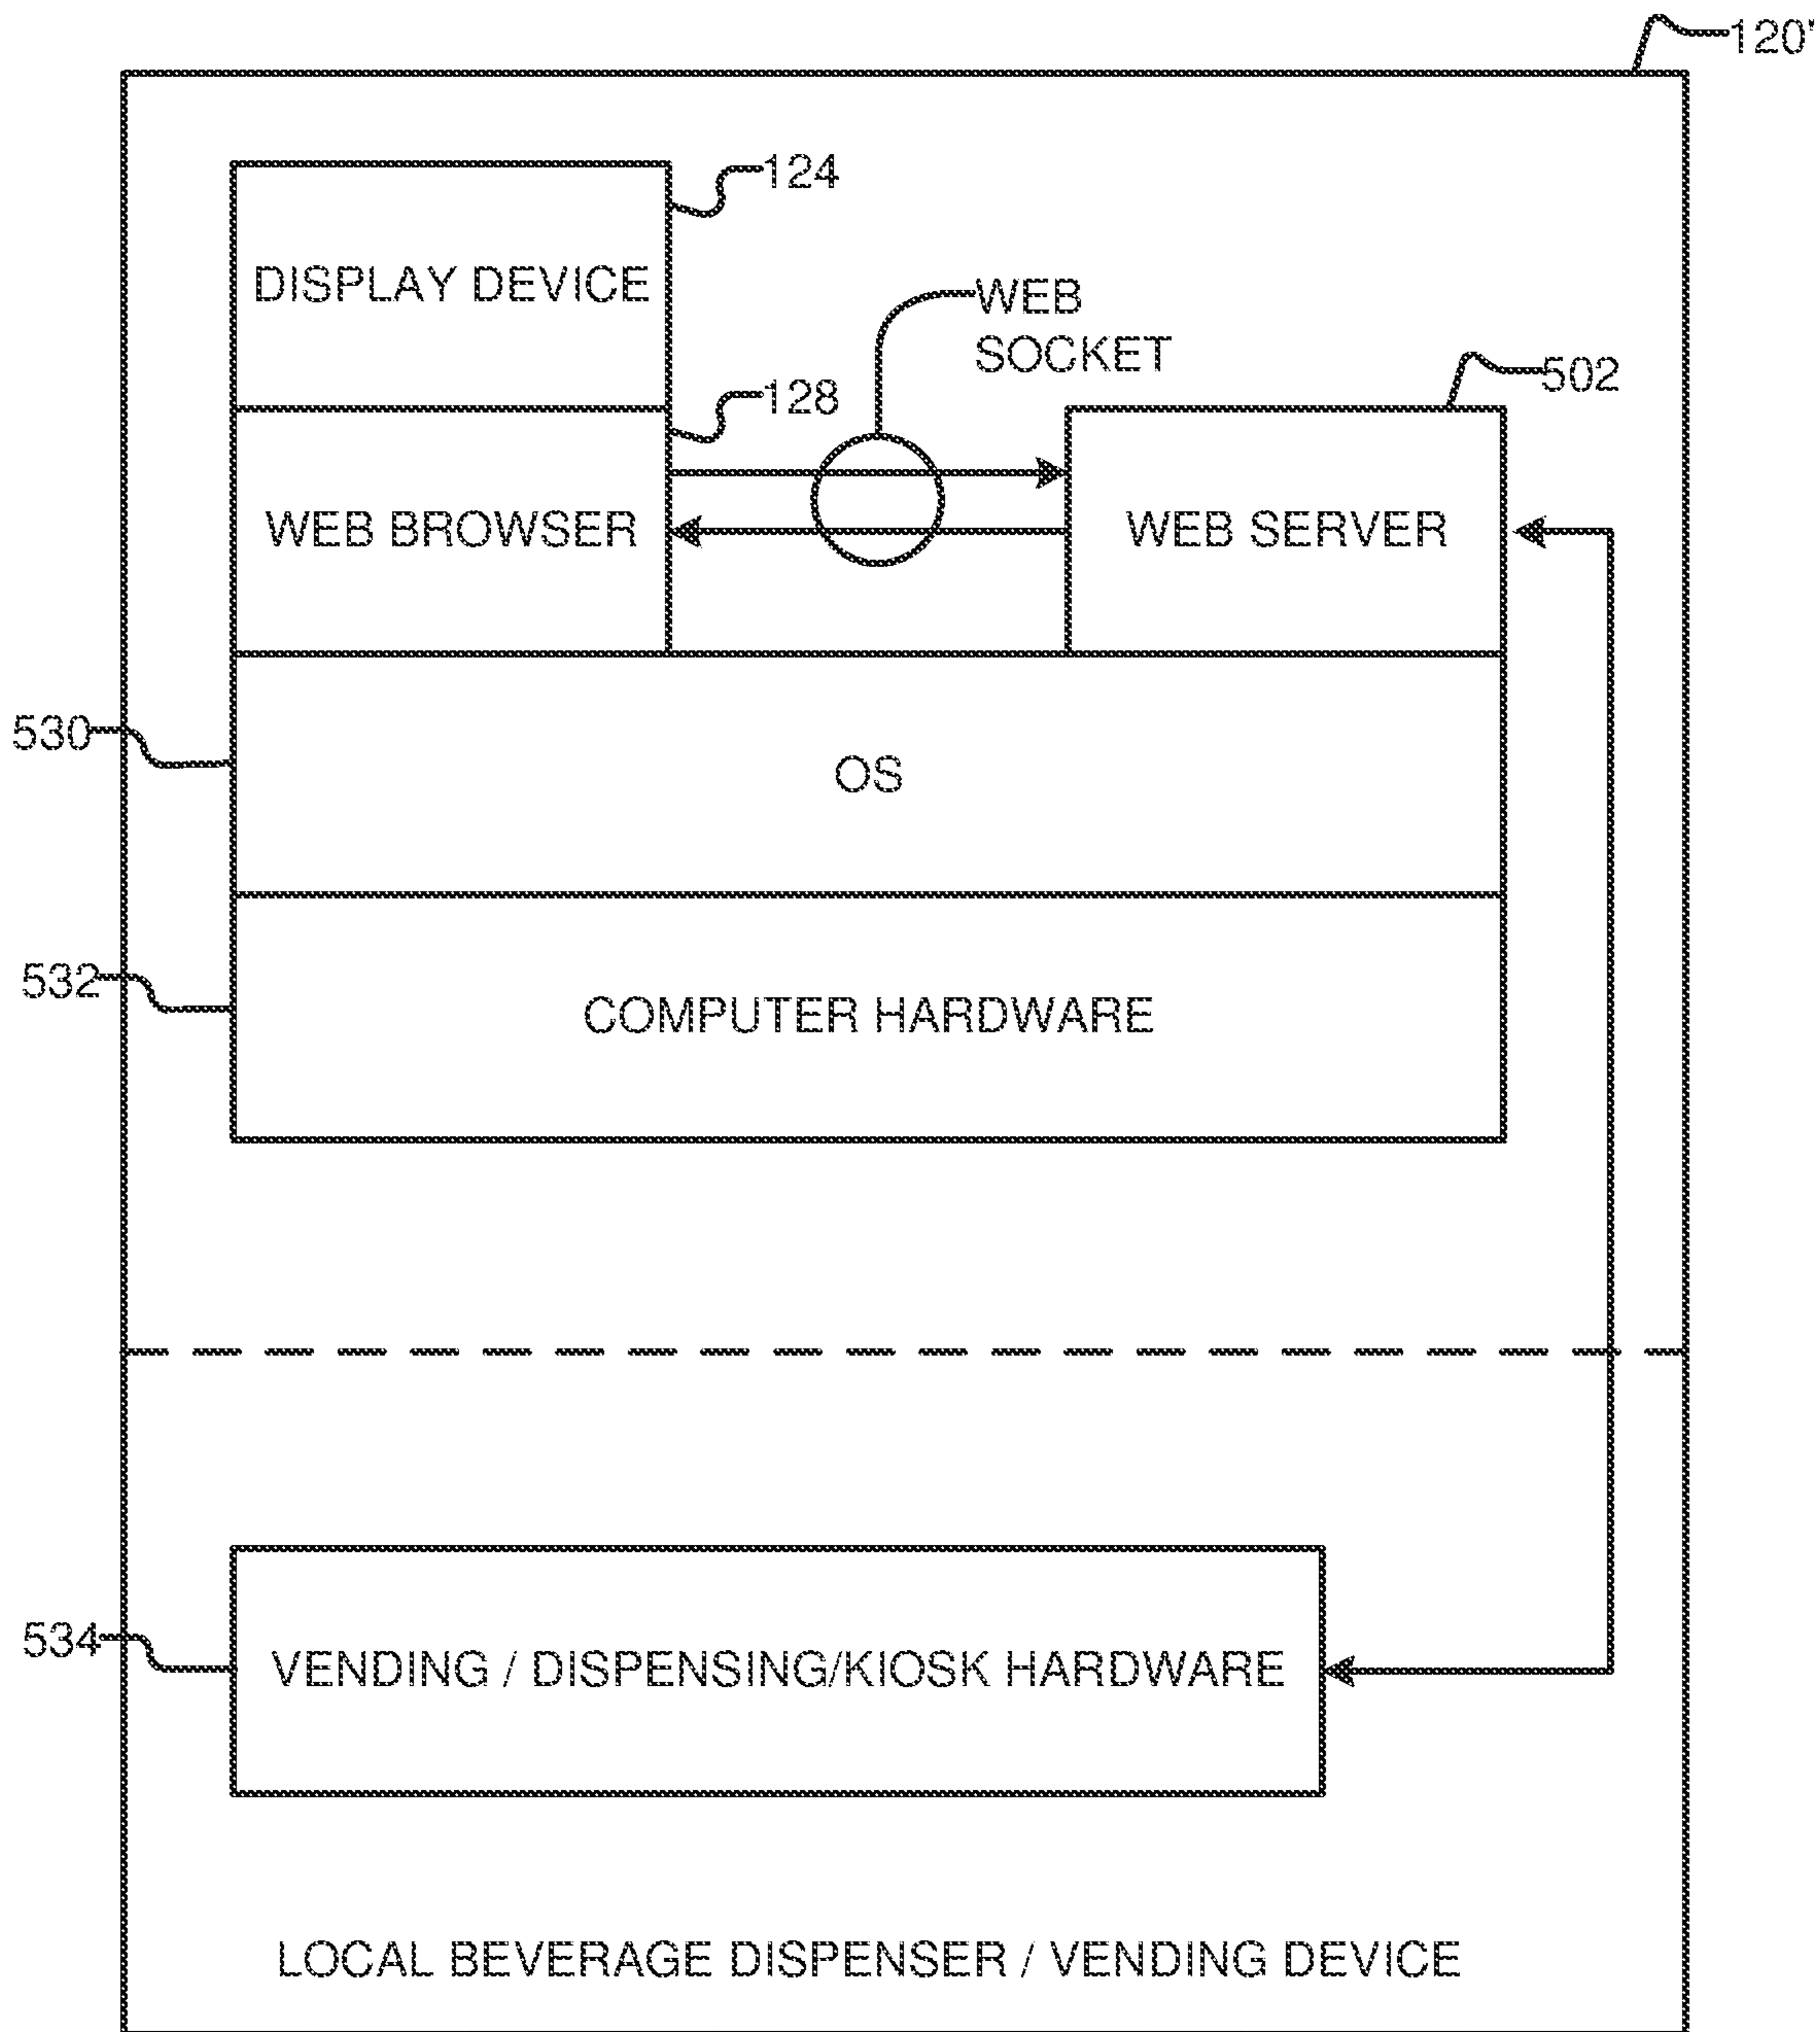 120'
124
DISPLAY DEVICE
WEB
SOCKET
502
128
WEB BROWSER
WEB SERVER
530
OS
532
COMPUTER HARDWARE
534
VENDING / DISPENSING/KIOSK HARDWARE
LOCAL BEVERAGE DISPENSER / VENDING DEVICE